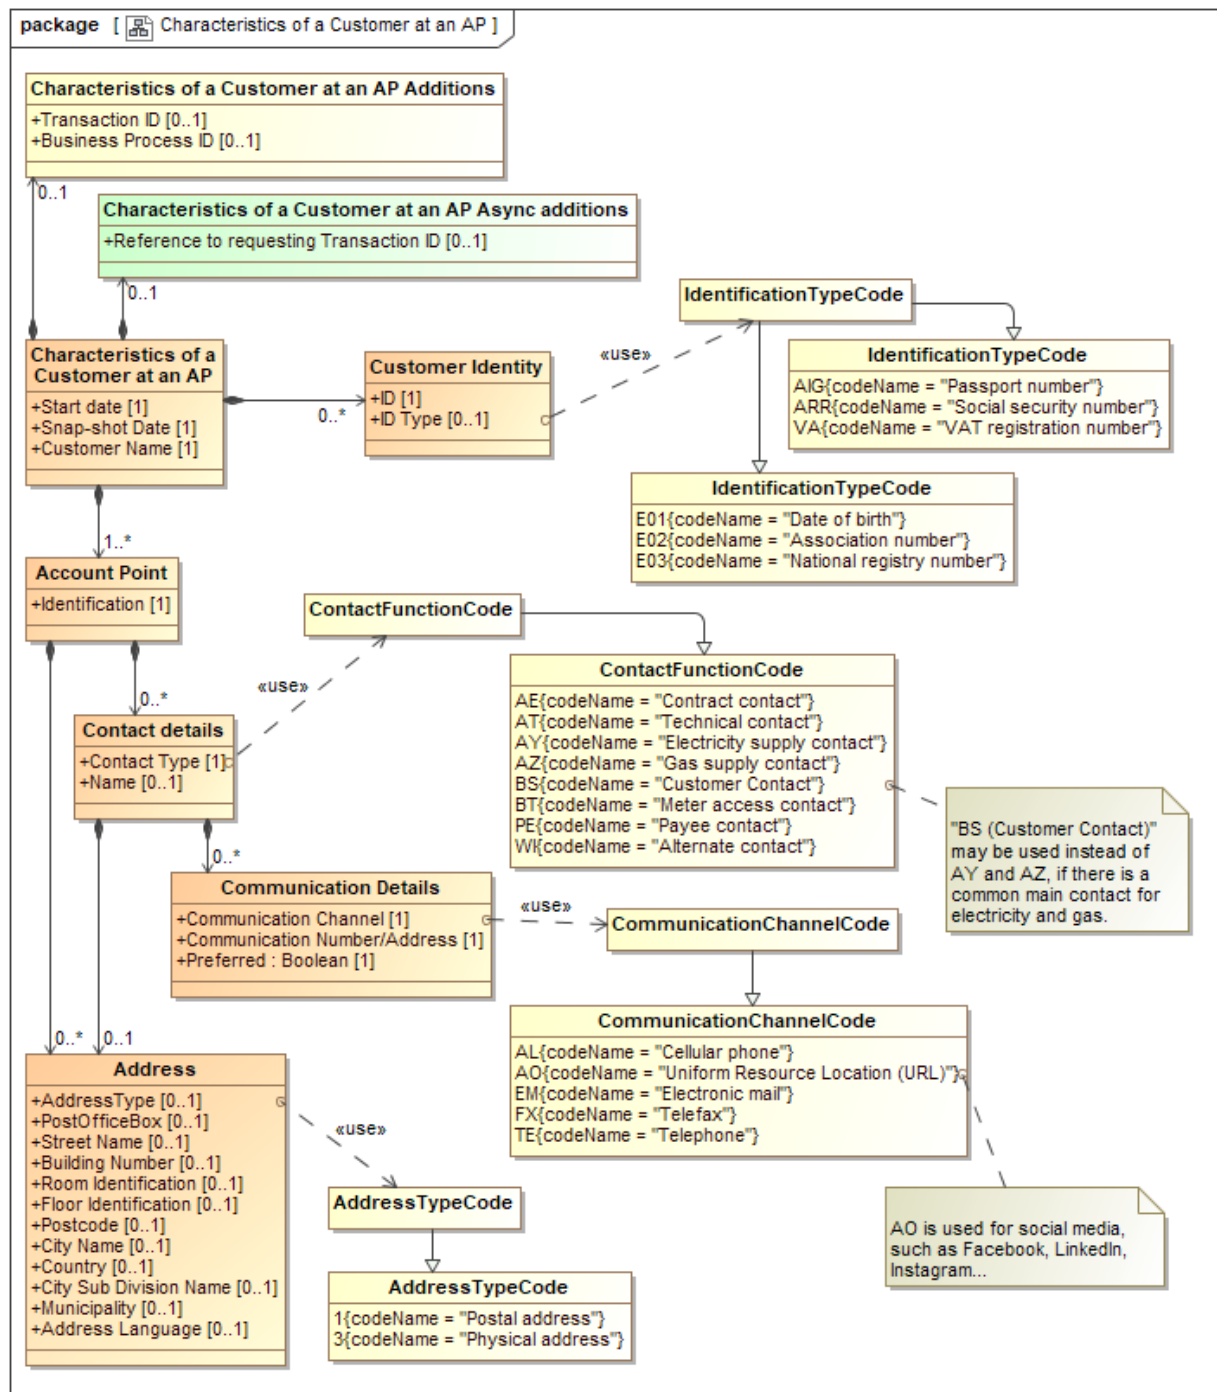 package [ Characteristics of a Customer at an AP ]
Characteristics of a Customer at an AP Additions
+Transaction ID [0..1]
+Business Process ID [0..1]
0..1
Characteristics of a Customer at an AP Async additions
+Reference to requesting Transaction ID [0..1]
0..1
Characteristics of a
Customer at an AP
+Start date [1]
+Snap-shot Date [1]
+Customer Name [1]
0..*
Customer Identity
+ID [1]
+ID Type [0..1]
«use»
IdentificationTypeCode
IdentificationTypeCode
AIG{codeName = "Passport number"}
ARR{codeName = "Social security number"}
VA{codeName = "VAT registration number"}
IdentificationTypeCode
E01{codeName = "Date of birth"}
E02{codeName = "Association number"}
E03{codeName = "National registry number"}
1..*
Account Point
+Identification [1]
0..*
«use»
ContactFunctionCode
ContactFunctionCode
AE{codeName = "Contract contact"}
AT{codeName = "Technical contact"}
AY{codeName = "Electricity supply contact"}
AZ{codeName = "Gas supply contact"}
BS{codeName = "Customer Contact"}
BT{codeName = "Meter access contact"}
PE{codeName = "Payee contact"}
WI{codeName = "Alternate contact"}
"BS (Customer Contact)"
may be used instead of
AY and AZ, if there is a
common main contact for
electricity and gas.
Contact details
+Contact Type [1]
+Name [0..1]
0..*
Communication Details
+Communication Channel [1]
+Communication Number/Address [1]
+Preferred : Boolean [1]
«use»
CommunicationChannelCode
CommunicationChannelCode
AL{codeName = "Cellular phone"}
AO{codeName = "Uniform Resource Location (URL)"}
EM{codeName = "Electronic mail"}
FX{codeName = "Telefax"}
TE{codeName = "Telephone"}
AO is used for social media,
such as Facebook, LinkedIn,
Instagram...
0..*
0..1
Address
+AddressType [0..1]
+PostOfficeBox [0..1]
+Street Name [0..1]
+Building Number [0..1]
+Room Identification [0..1]
+Floor Identification [0..1]
+Postcode [0..1]
+City Name [0..1]
+Country [0..1]
+City Sub Division Name [0..1]
+Municipality [0..1]
+Address Language [0..1]
«use»
AddressTypeCode
AddressTypeCode
1{codeName = "Postal address"}
3{codeName = "Physical address"}